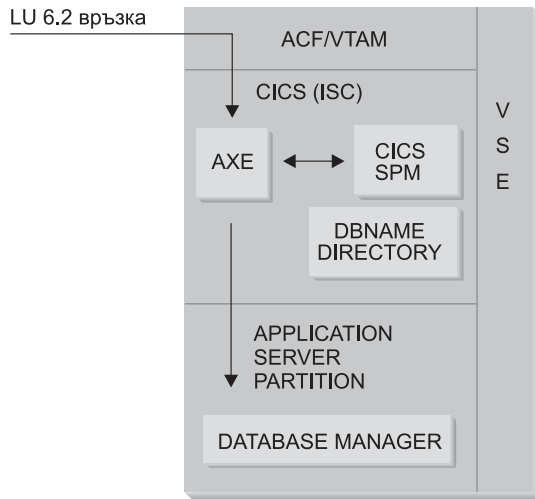 LU 6.2 връзка
ACF/VTAM
CICS (ISC)
AXE
CICS
SPM
DBNAME
DIRECTORY
APPLICATION
SERVER
PARTITION
DATABASE MANAGER
V
S
E